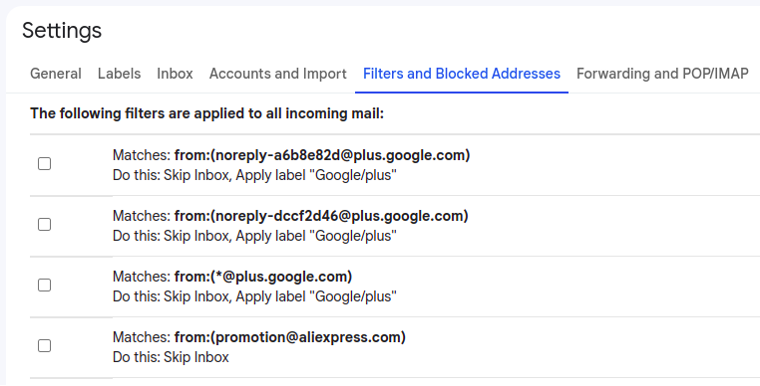 Settings
General Labels Inbox Accounts and Import Filters and Blocked Addresses Forwarding and POP/IMAP
The following filters are applied to all incoming mail:
Matches: from:(noreply-a6b8e82d@plus.google.com)
Do this: Skip Inbox, Apply label "Google/plus"
Matches: from:(noreply-dccf2d46@plus.google.com)
Do this: Skip Inbox, Apply label "Google/plus"
Matches: from:(*@plus.google.com)
Do this: Skip Inbox, Apply label "Google/plus"
Matches: from:(promotion@aliexpress.com)
Do this: Skip Inbox